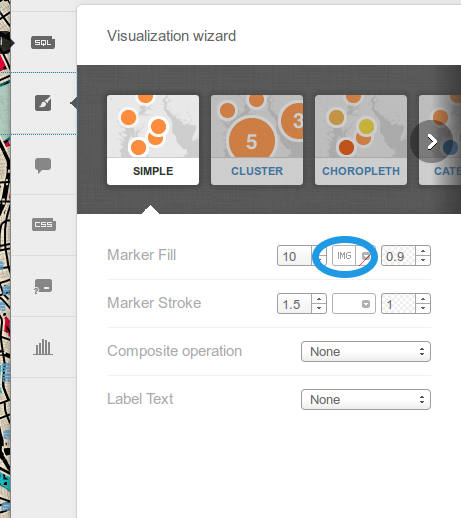 SQL
Visualization wizard
5
3
SIMPLE
CLUSTER
CHOROPLETH
CATE
CSS
Marker Fill
10
IMG
0.9
?
Marker Stroke
1.5
1
Composite operation
None
Label Text
None